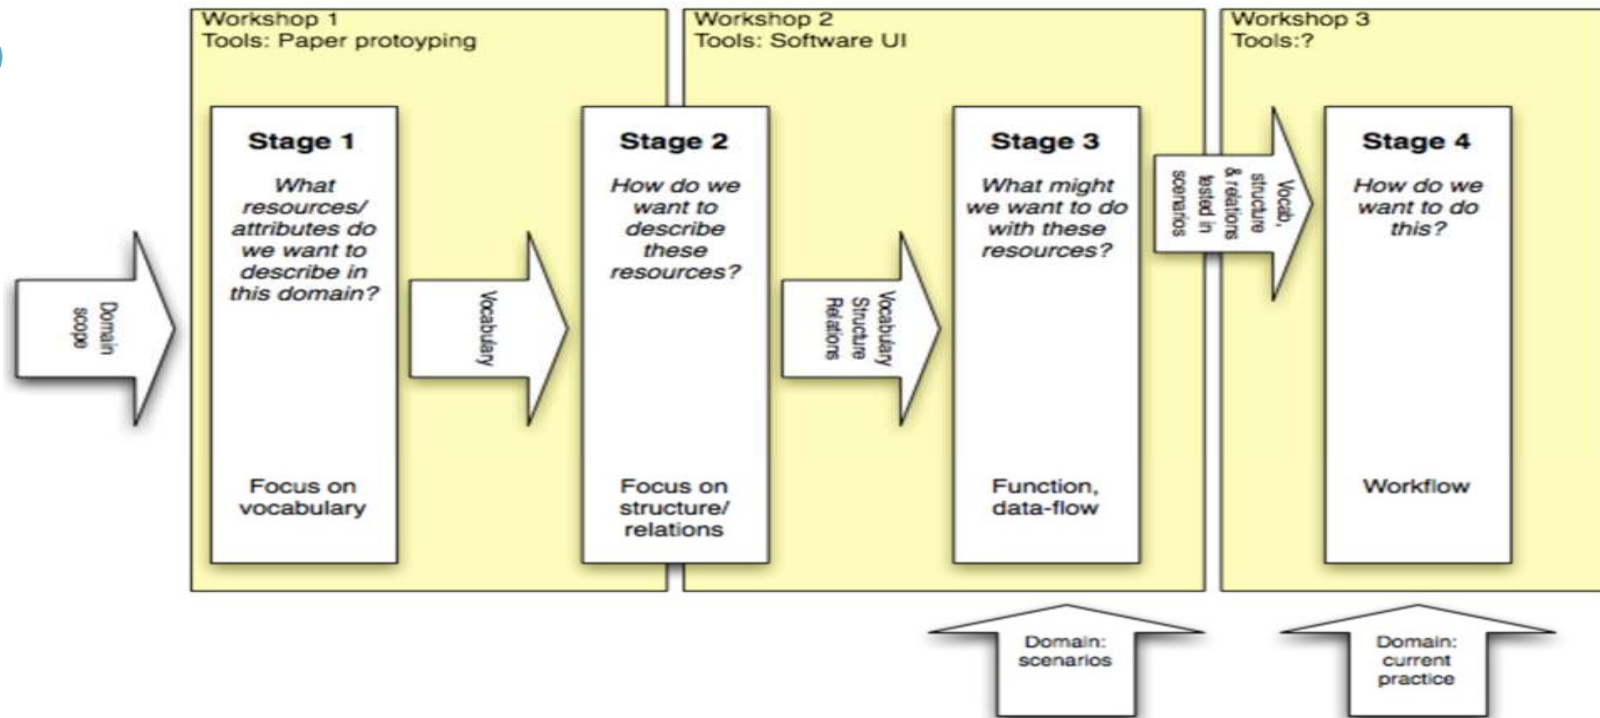 Workshop 1
Tools: Paper protoyping
Workshop 2
Tools: Software UI
Workshop 3
Tools:?
Domain
scope
Stage 1
What
resources/
attributes do
we want to
describe in
this domain?
Focus on
vocabulary
Vocabulary
Stage 2
How do we
want to
describe
these
resources?
Focus on
structure/
relations
Vocabulary
Structure
Relations
Stage 3
What might
we want to do
with these
resources?
Function,
data-flow
Vocab,
structure
& relations
tested in
scenarios
Stage 4
How do we
want to do
this?
Workflow
Domain:
scenarios
Domain:
current
practice